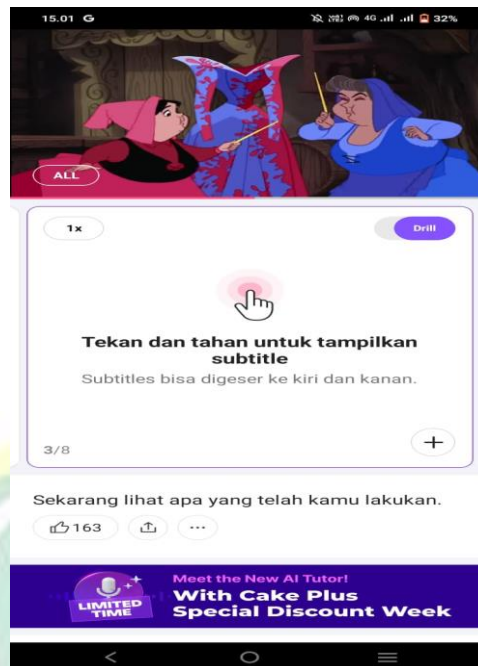 15.01 G
4G 32%
ALL
1x
Drill
Tekan dan tahan untuk tampilkan
subtitle
Subtitles bisa digeser ke kiri dan kanan.
3/8
+
Sekarang lihat apa yang telah kamu lakukan.
163
LIMITED
TIME
Meet the New AI Tutor!
With Cake Plus
Special Discount Week